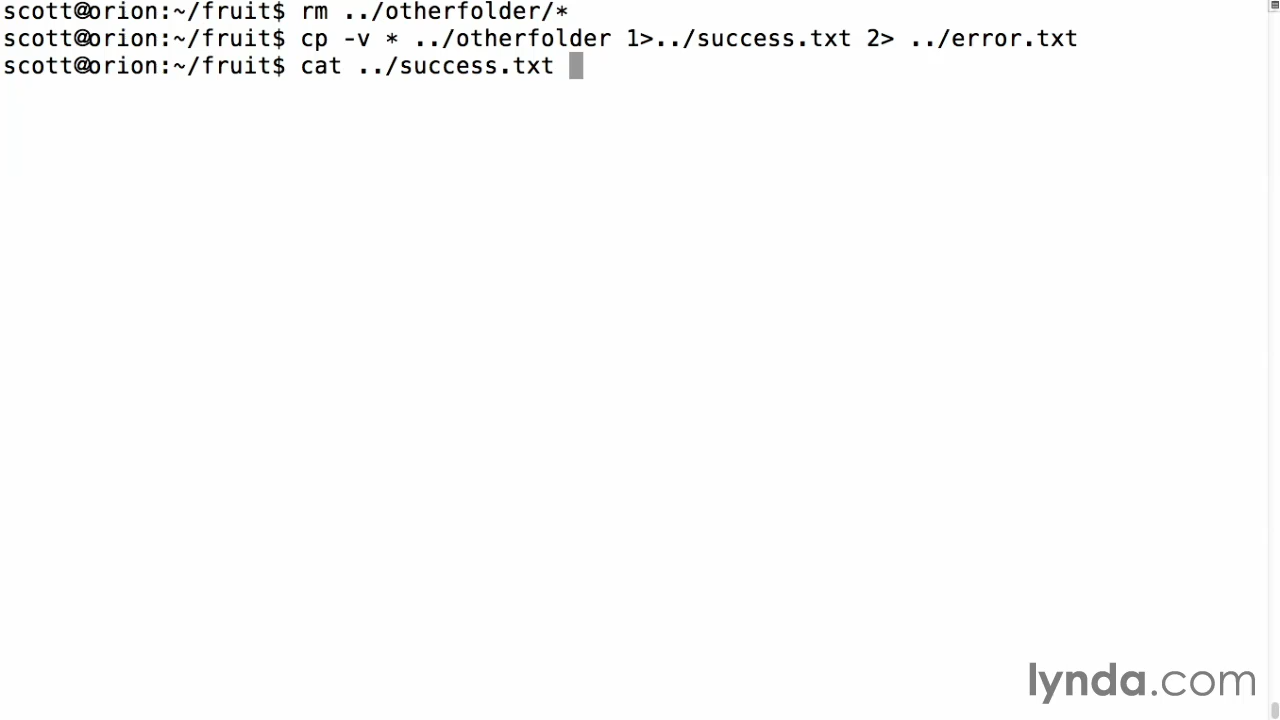 scott@orion:~/fruit$ rm ../otherfolder/*
scott@orion:~/fruit$ cp -v * ../otherfolder 1>../success.txt 2> ../error.txt
scott@orion:~/fruit$ cat ../success.txt
lynda.com